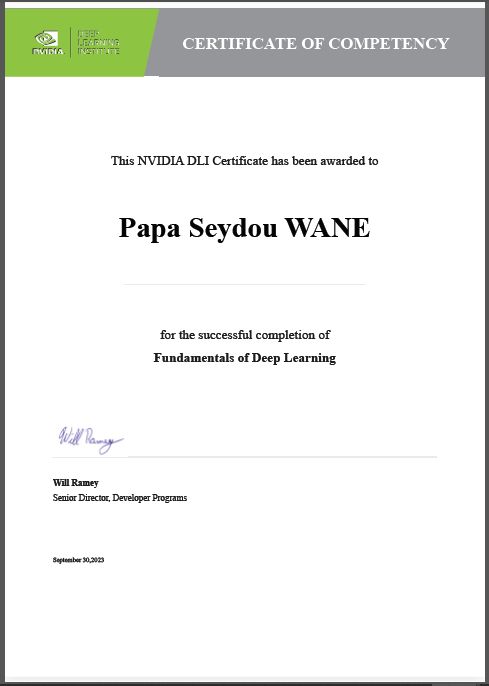 NVIDIA.
DEEP
LEARNING
INSTITUTE
CERTIFICATE OF COMPETENCY
This NVIDIA DLI Certificate has been awarded to
Papa Seydou WANE
for the successful completion of
Fundamentals of Deep Learning
Will Ramey
Will Ramey
Senior Director, Developer Programs
September 30,2023